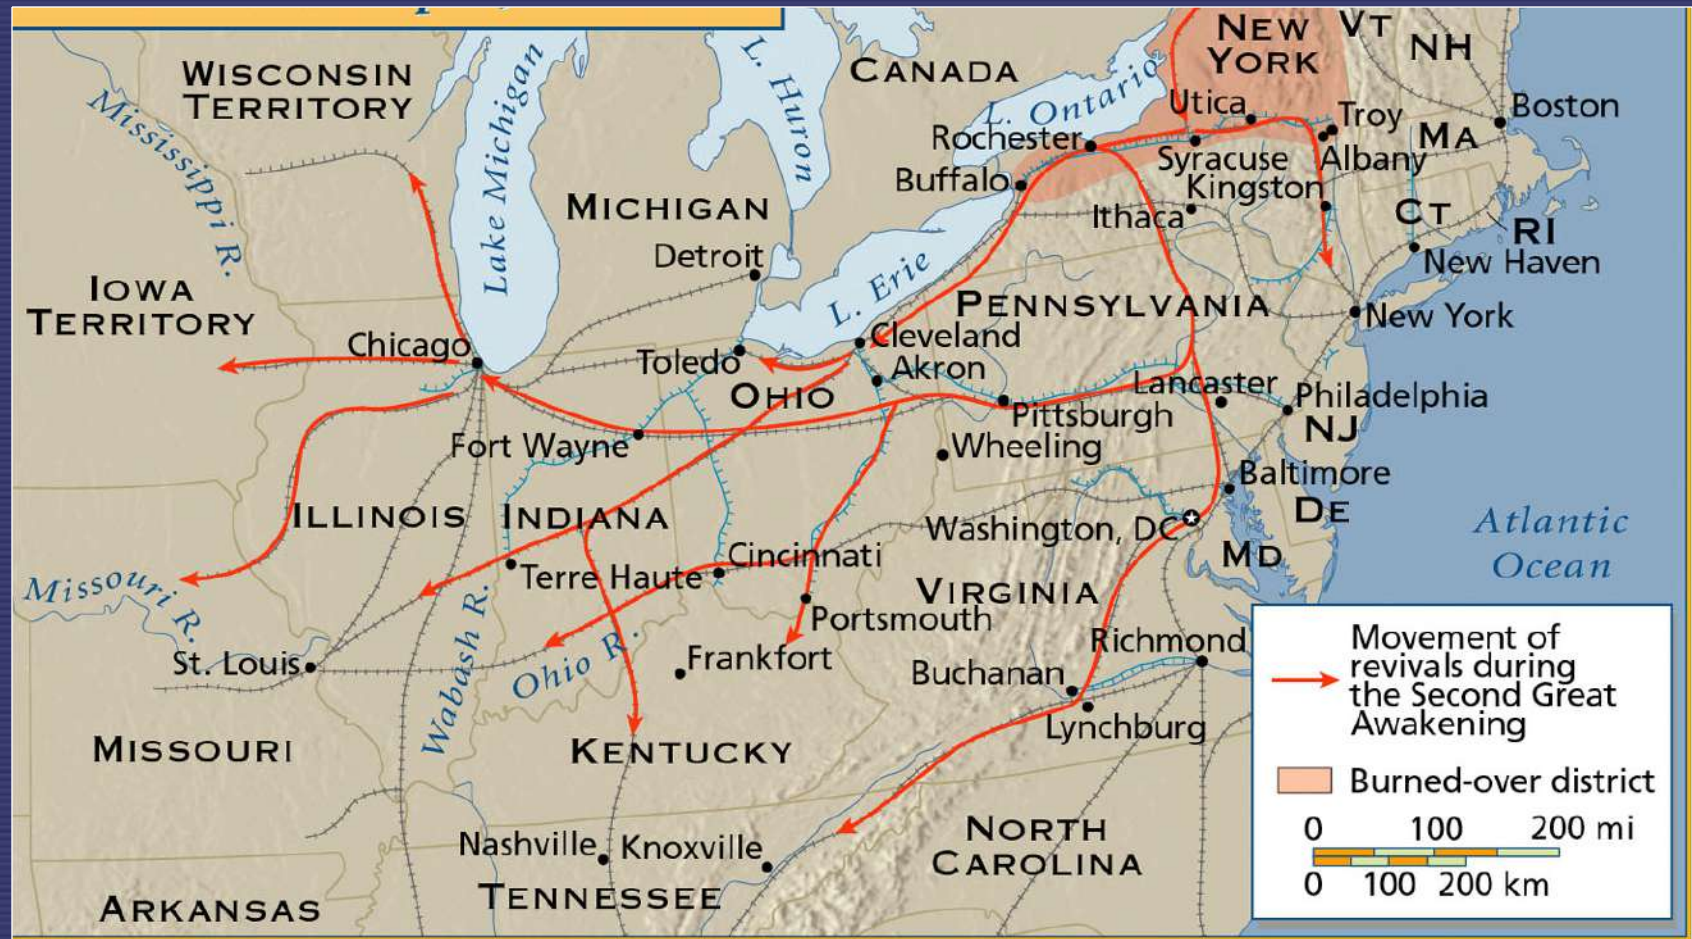 WISCONSIN
TERRITORY
Mississippi R.
Lake Michigan
L. Huron
CANADA
L. Ontario
NEW
YORK
VT
NH
Utica
Troy
Boston
Rochester
MA
Syracuse
Albany
Buffalo
Kingston
MICHIGAN
Ithaca
CT
RI
Detroit
New Haven
IOWA
TERRITORY
L. Erie
PENNSYLVANIA
New York
Chicago
Cleveland
Toledo
Akron
OHIO
Lancaster
Philadelphia
Pittsburgh
NJ
Fort Wayne
Wheeling
Baltimore
ILLINOIS
INDIANA
DE
Washington, DC
Atlantic
Ocean
Cincinnati
MD
Terre Haute
Missouri R.
VIRGINIA
Portsmouth
Wabash R.
Ohio R.
Richmond
St. Louis
Frankfort
Buchanan
Lynchburg
MISSOURI
KENTUCKY
Nashville
Knoxville
NORTH
CAROLINA
TENNESSEE
ARKANSAS
Movement of
revivals during
the Second Great
Awakening
Burned-over district
0 100 200 mi
0 100 200 km